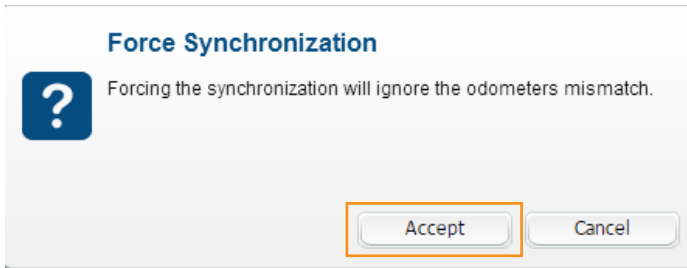 Force Synchronization
Forcing the synchronization will ignore the odometers mismatch.
?
Accept
Cancel